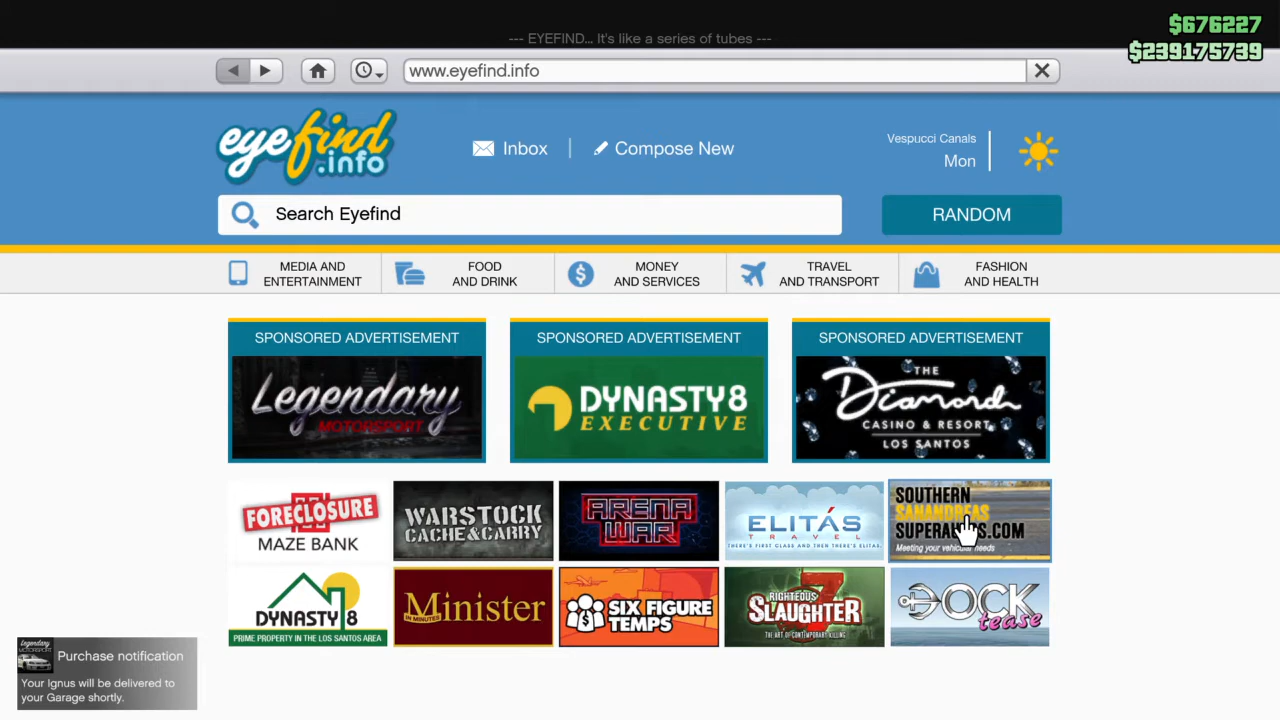 $676227
--- EYEFIND... It's like a series of tubes ---
$239175739
www.eyefind.info
eyefind
.info
Inbox
Compose New
Vespucci Canals
Mon
Search Eyefind
RANDOM
MEDIA AND
ENTERTAINMENT
FOOD
AND DRINK
MONEY
AND SERVICES
TRAVEL
AND TRANSPORT
FASHION
AND HEALTH
SPONSORED ADVERTISEMENT
Legendary
MOTORSPORT
SPONSORED ADVERTISEMENT
DYNASTY8
EXECUTIVE
SPONSORED ADVERTISEMENT
THE
Diamond
CASINO & RESORT
LOS SANTOS
FORECLOSURE
MAZE BANK
WARSTOCK
CACHE&CARRY
ARENA
WAR
ELITÁS
TRAVEL
THERE'S FIRST CLASS AND THEN THERE'S ELITAS.
SOUTHERN
SANANDREAS
Meeting your vehicular needs
DYNASTY 8
PRIME PROPERTY IN THE LOS SANTOS AREA
Minister
IN MINUTES
SIX FIGURE
TEMPS
RIGHTEOUS
SLAUGHTER
7
THE ART OF CONTEMPORARY KILLING
DOCK
tease
Legendary
MOTORSPORT
Purchase notification
Your Ignus will be delivered to
your Garage shortly.